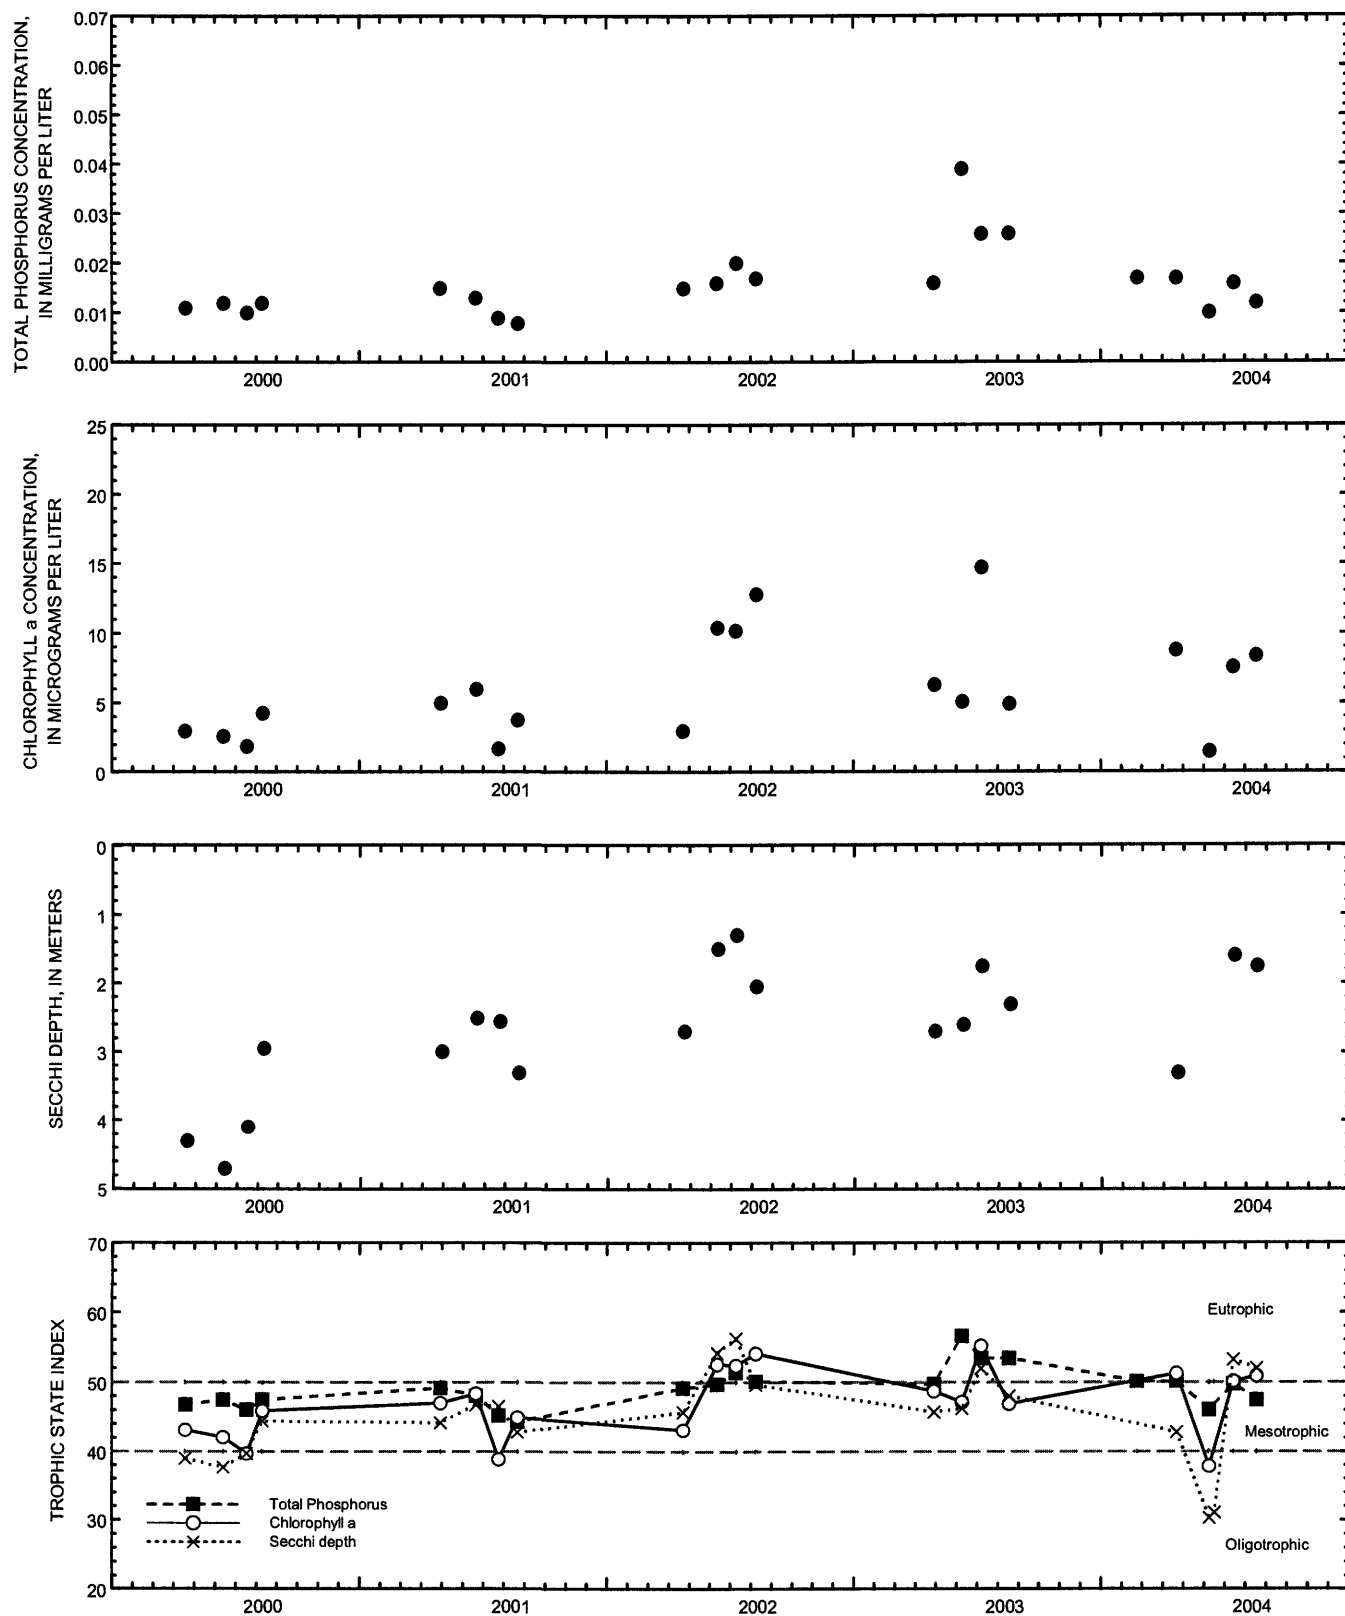 TOTAL PHOSPHORUS CONCENTRATION,
IN MILLIGRAMS PER LITER
0.07
0.06
0.05
0.04
0.03
0.02
0.01
0.00
2000 2001 2002 2003 2004
CHLOROPHYLL a CONCENTRATION,
IN MICROGRAMS PER LITER
25
20
15
10
5
0
2000 2001 2002 2003 2004
SECCHI DEPTH, IN METERS
0
1
2
3
4
5
2000 2001 2002 2003 2004
TROPHIC STATE INDEX
70
60
50
40
30
20
Eutrophic
Mesotrophic
Oligotrophic
Total Phosphorus
Chlorophyll a
Secchi depth
2000 2001 2002 2003 2004